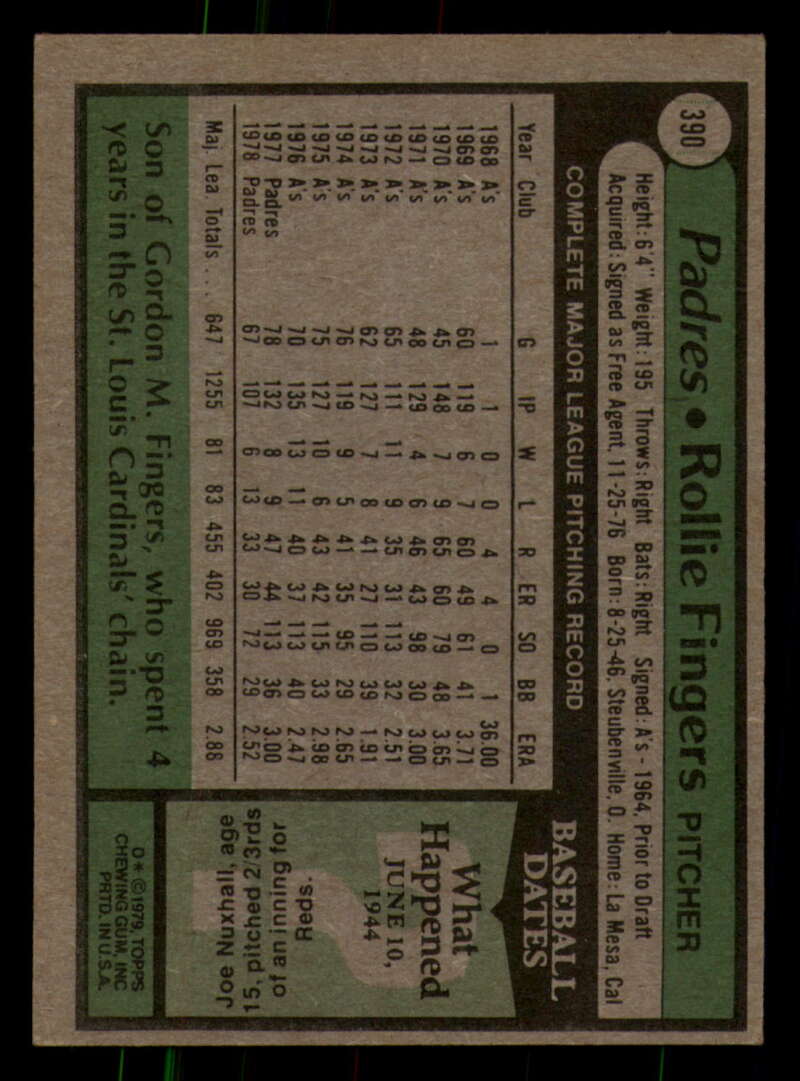 390
Padres • Rollie Fingers PITCHER
Height: 6'4" Weight: 195 Throws: Right Bats: Right Signed: A's - 1964, Prior to Draft
Acquired: Signed as Free Agent, 11-25-76 Born: 8-25-46, Steubenville, O. Home: La Mesa, Cal
COMPLETE MAJOR LEAGUE PITCHING RECORD
Year Club G IP W L R ER SO BB ERA
1968 A's 1 1 0 0 4 4 0 1 36.00
1969 A's 60 119 6 7 60 49 61 41 3.71
1970 A's 45 148 7 9 65 60 79 48 3.65
1971 A's 48 129 4 6 46 43 98 30 3.00
1972 A's 65 111 11 9 35 31 113 32 2.51
1973 A's 62 127 7 8 41 27 110 39 1.91
1974 A's 76 119 9 5 41 35 95 29 2.65
1975 A's 75 127 10 6 43 42 115 33 2.98
1976 A's 70 135 13 11 40 37 113 40 2.47
1977 Padres 78 132 8 9 47 44 113 36 3.00
1978 Padres 67 107 6 13 33 30 72 29 2.52
Maj. Lea. Totals . . . 647 1255 81 83 455 402 969 358 2.88
Son of Gordon M. Fingers, who spent 4
years in the St. Louis Cardinals' chain.
BASEBALL
DATES
What
Happened
JUNE 10,
1944
Joe Nuxhall, age
15, pitched 2/3rds
of an inning for
Reds.
D * © 1979, TOPPS
CHEWING GUM, INC
PRTD. IN U.S.A.